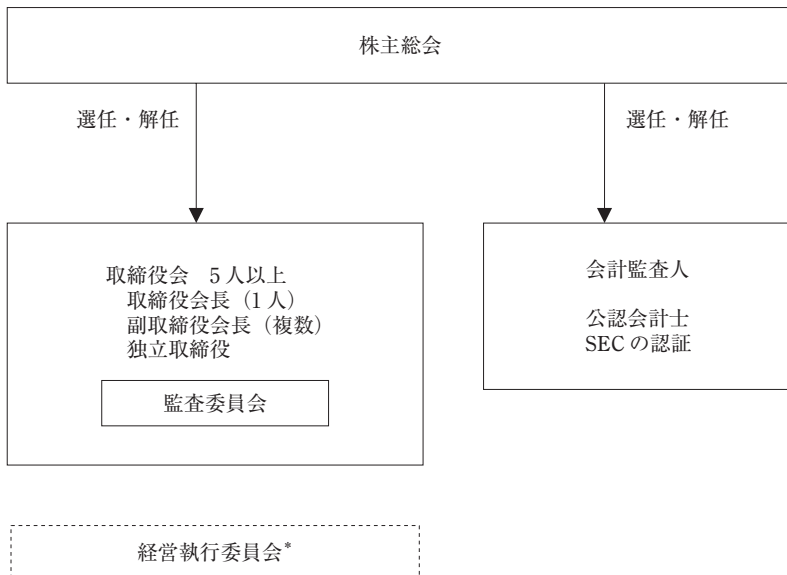 株主総会
選任・解任
選任・解任
取締役会　5人以上
取締役会長（1人）
副取締役会長（複数）
独立取締役
監査委員会
会計監査人
公認会計士
SECの認証
経営執行委員会*